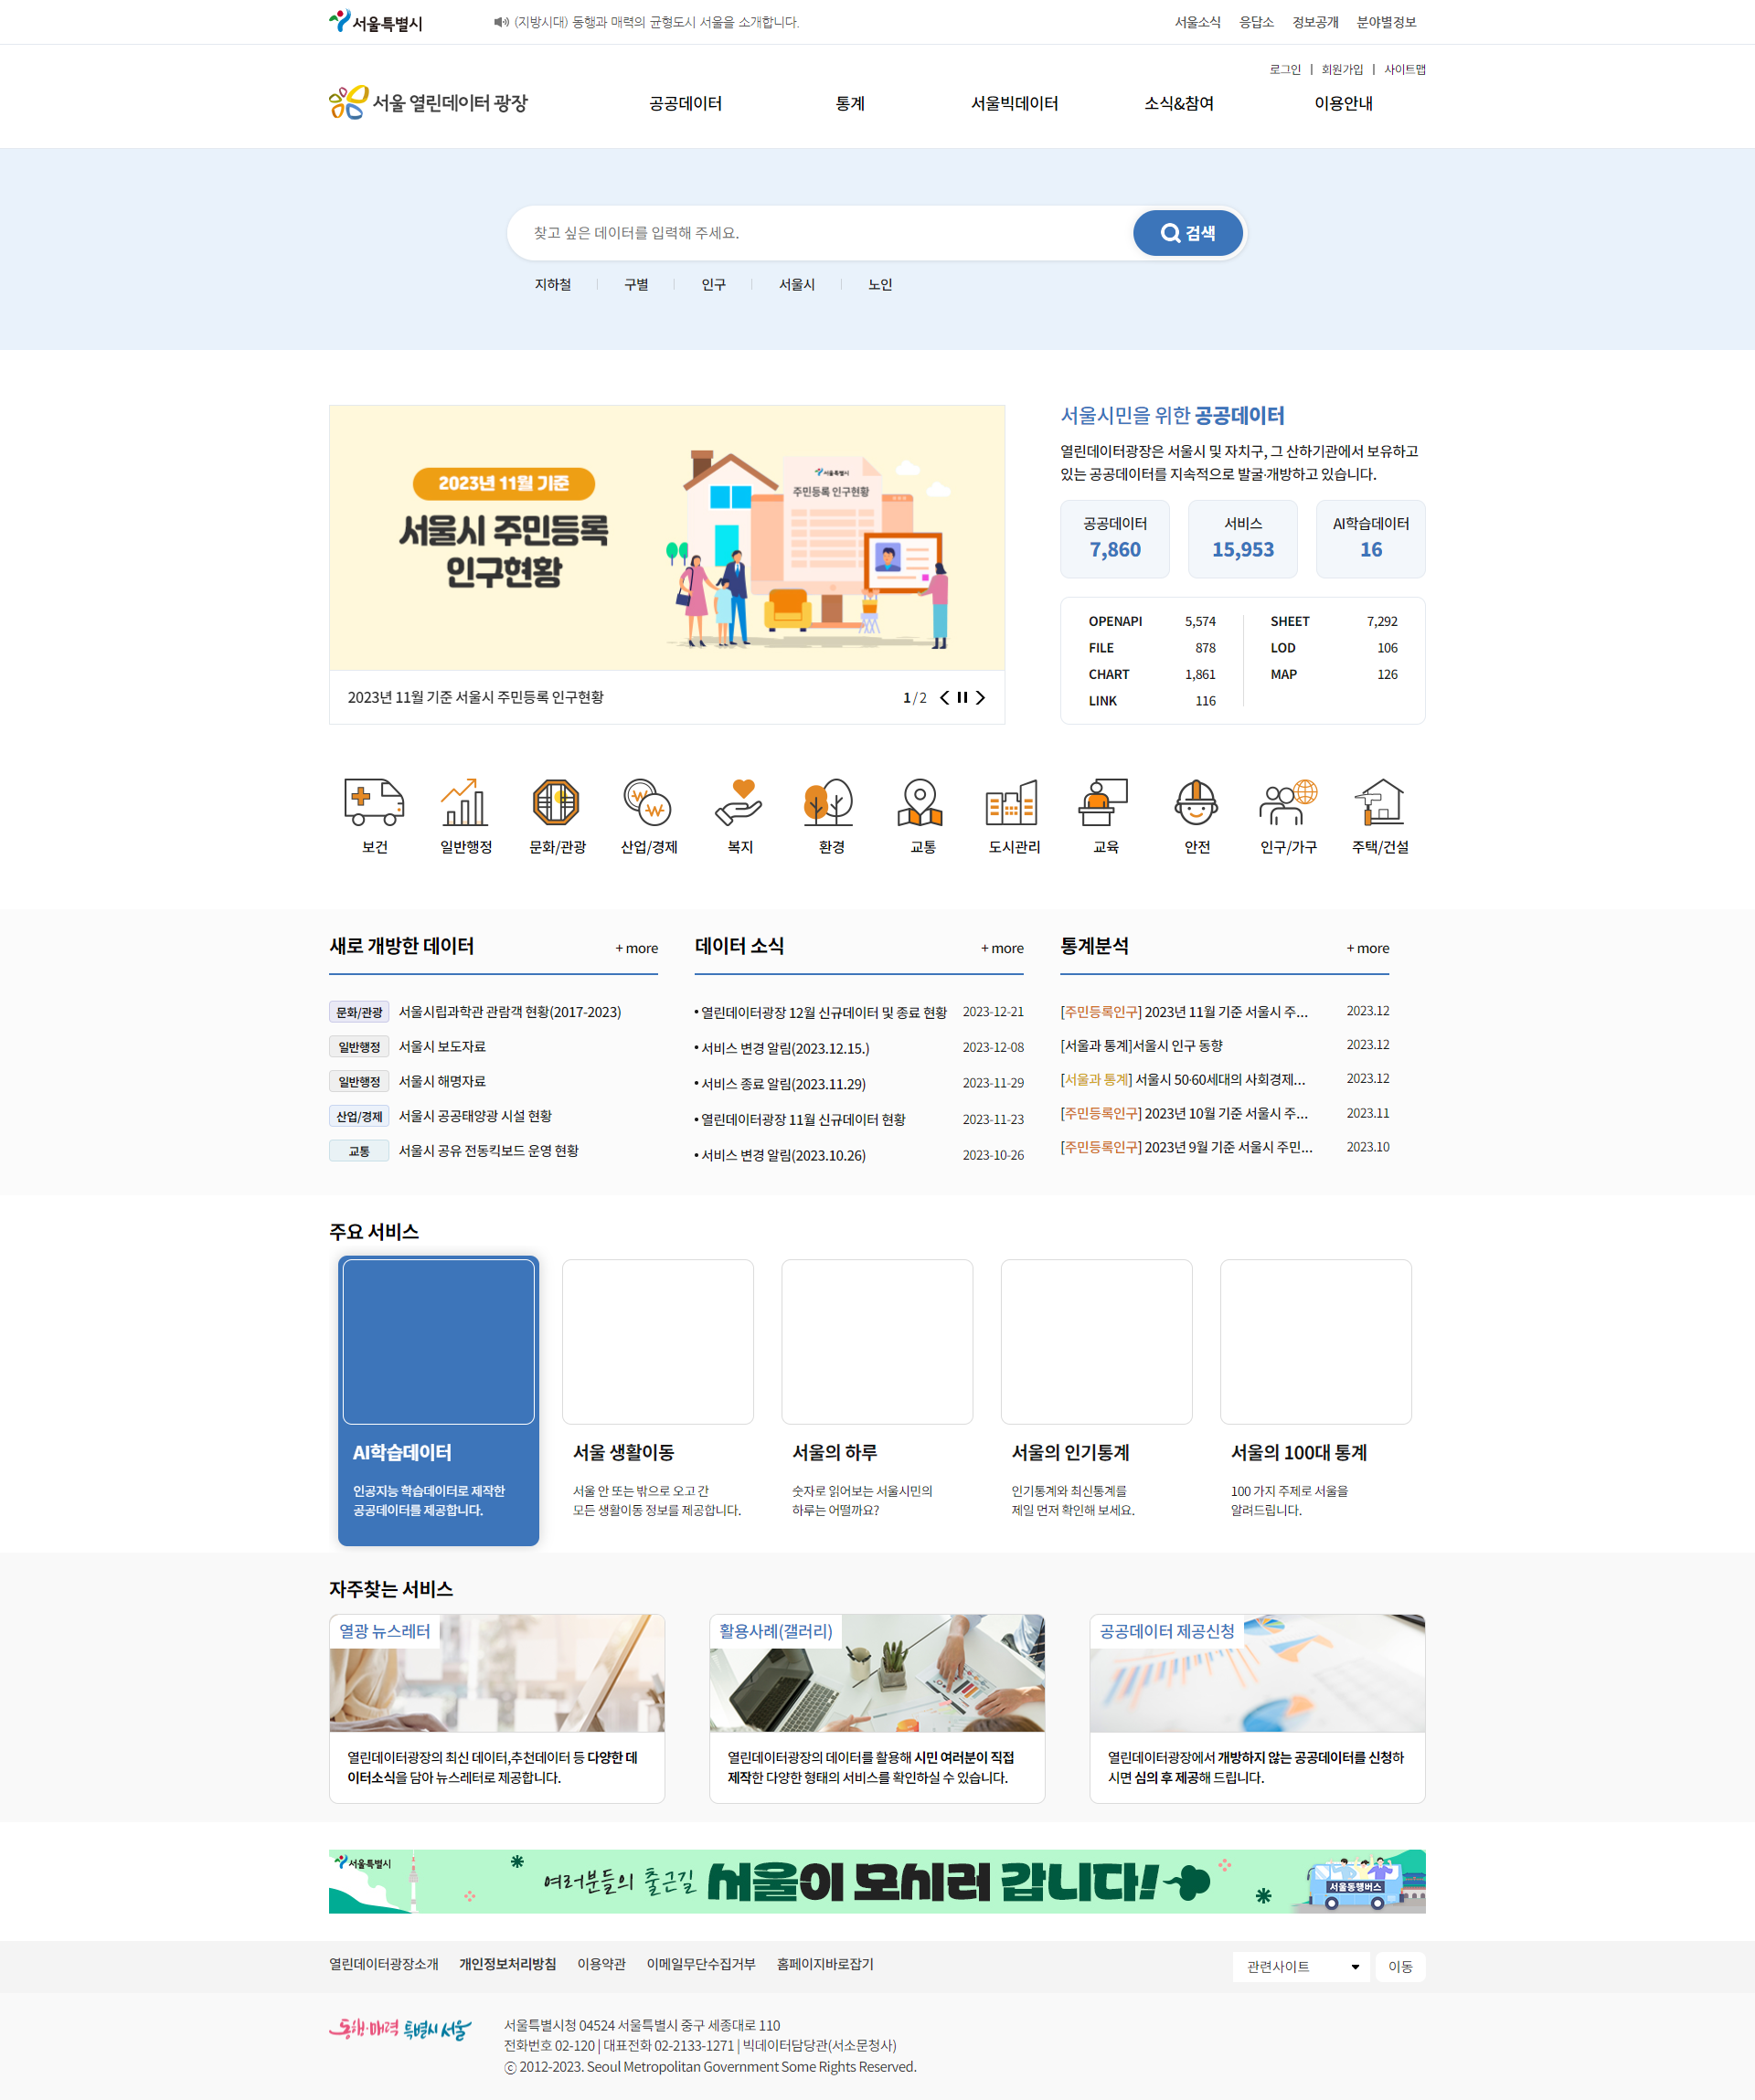 서울특별시
(지방시대) 동행과 매력의 균형도시 서울을 소개합니다.
서울소식 응답소 정보공개 분야별정보
로그인 | 회원가입 | 사이트맵
서울 열린데이터 광장
공공데이터 통계 서울빅데이터 소식&참여 이용안내
찾고 싶은 데이터를 입력해 주세요.
검색
지하철 구별 인구 서울시 노인
2023년 11월 기준
서울시 주민등록
인구현황
서울특별시
주민등록 인구현황
2023년 11월 기준 서울시 주민등록 인구현황
1 / 2
서울시민을 위한 공공데이터
열린데이터광장은 서울시 및 자치구, 그 산하기관에서 보유하고
있는 공공데이터를 지속적으로 발굴·개방하고 있습니다.
공공데이터
7,860
서비스
15,953
AI학습데이터
16
OPENAPI 5,574
FILE 878
CHART 1,861
LINK 116
SHEET 7,292
LOD 106
MAP 126
보건 일반행정 문화/관광 산업/경제 복지 환경 교통 도시관리 교육 안전 인구/가구 주택/건설
새로 개방한 데이터 + more
문화/관광 서울시립과학관 관람객 현황(2017-2023)
일반행정 서울시 보도자료
일반행정 서울시 해명자료
산업/경제 서울시 공공태양광 시설 현황
교통 서울시 공유 전동킥보드 운영 현황
데이터 소식 + more
• 열린데이터광장 12월 신규데이터 및 종료 현황 2023-12-21
• 서비스 변경 알림(2023.12.15.) 2023-12-08
• 서비스 종료 알림(2023.11.29) 2023-11-29
• 열린데이터광장 11월 신규데이터 현황 2023-11-23
• 서비스 변경 알림(2023.10.26) 2023-10-26
통계분석 + more
[주민등록인구] 2023년 11월 기준 서울시 주... 2023.12
[서울과 통계]서울시 인구 동향 2023.12
[서울과 통계] 서울시 50·60세대의 사회경제... 2023.12
[주민등록인구] 2023년 10월 기준 서울시 주... 2023.11
[주민등록인구] 2023년 9월 기준 서울시 주민... 2023.10
주요 서비스
AI학습데이터
인공지능 학습데이터로 제작한
공공데이터를 제공합니다.
서울 생활이동
서울 안 또는 밖으로 오고 간
모든 생활이동 정보를 제공합니다.
서울의 하루
숫자로 읽어보는 서울시민의
하루는 어떨까요?
서울의 인기통계
인기통계와 최신통계를
제일 먼저 확인해 보세요.
서울의 100대 통계
100 가지 주제로 서울을
알려드립니다.
자주찾는 서비스
열광 뉴스레터
열린데이터광장의 최신 데이터,추천데이터 등 다양한 데
이터소식을 담아 뉴스레터로 제공합니다.
활용사례(갤러리)
열린데이터광장의 데이터를 활용해 시민 여러분이 직접
제작한 다양한 형태의 서비스를 확인하실 수 있습니다.
공공데이터 제공신청
열린데이터광장에서 개방하지 않는 공공데이터를 신청하
시면 심의 후 제공해 드립니다.
서울특별시
여러분들의 출근길 서울이 모시러 갑니다!
서울동행버스
열린데이터광장소개 개인정보처리방침 이용약관 이메일무단수집거부 홈페이지바로잡기
관련사이트 이동
동행·매력 특별시 서울
서울특별시청 04524 서울특별시 중구 세종대로 110
전화번호 02-120 | 대표전화 02-2133-1271 | 빅데이터담당관(서소문청사)
ⓒ 2012-2023. Seoul Metropolitan Government Some Rights Reserved.